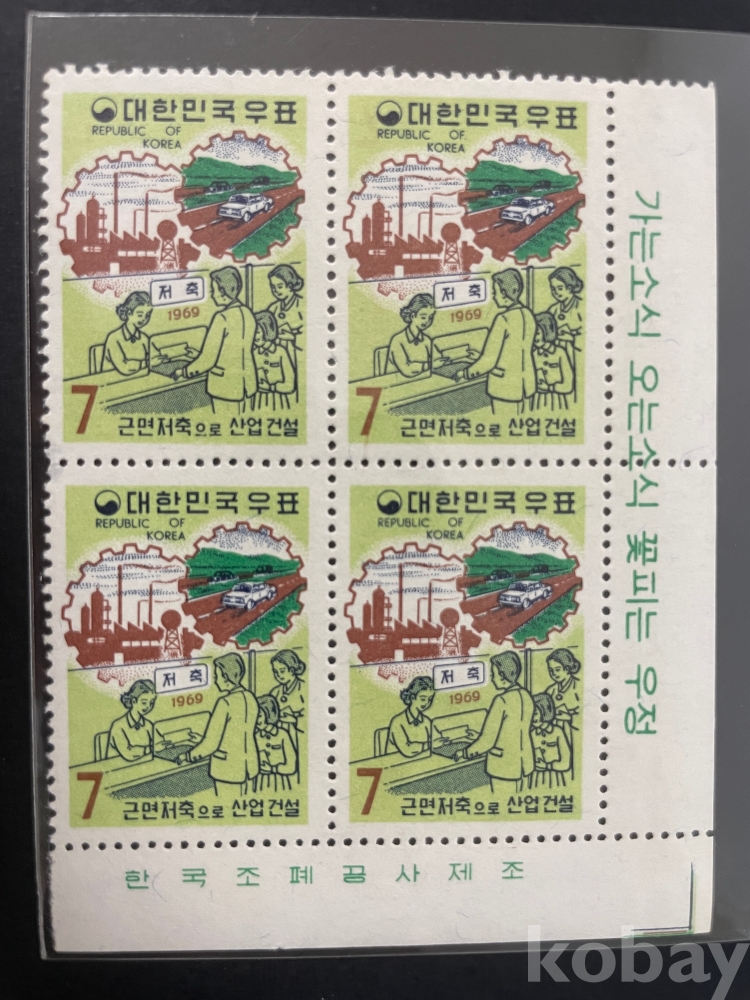 대한민국우표
REPUBLIC OF
KOREA
저축
1969
7
근면저축으로 산업건설
대한민국우표
REPUBLIC OF
KOREA
저축
1969
7
근면저축으로 산업건설
대한민국우표
REPUBLIC OF
KOREA
저축
1969
7
근면저축으로 산업건설
대한민국우표
REPUBLIC OF
KOREA
저축
1969
7
근면저축으로 산업건설
가는소식 오는소식 꽃피는 우정
한국조폐공사제조
kobay